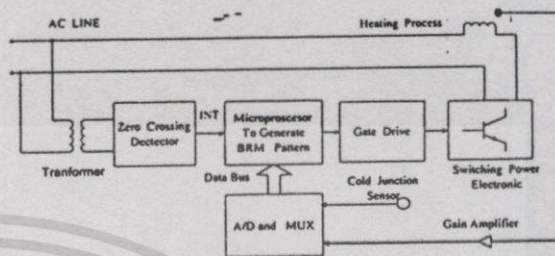 AC LINE
Heating Process
Zero Crossing
Dectector
INT
Microproscesor
To Generate
BRM Pattern
Gate Drive
Tranformer
Data Bus
Cold Junction
Sensor
Switching Power
Electronic
A/D and MUX
Gain Amplifier